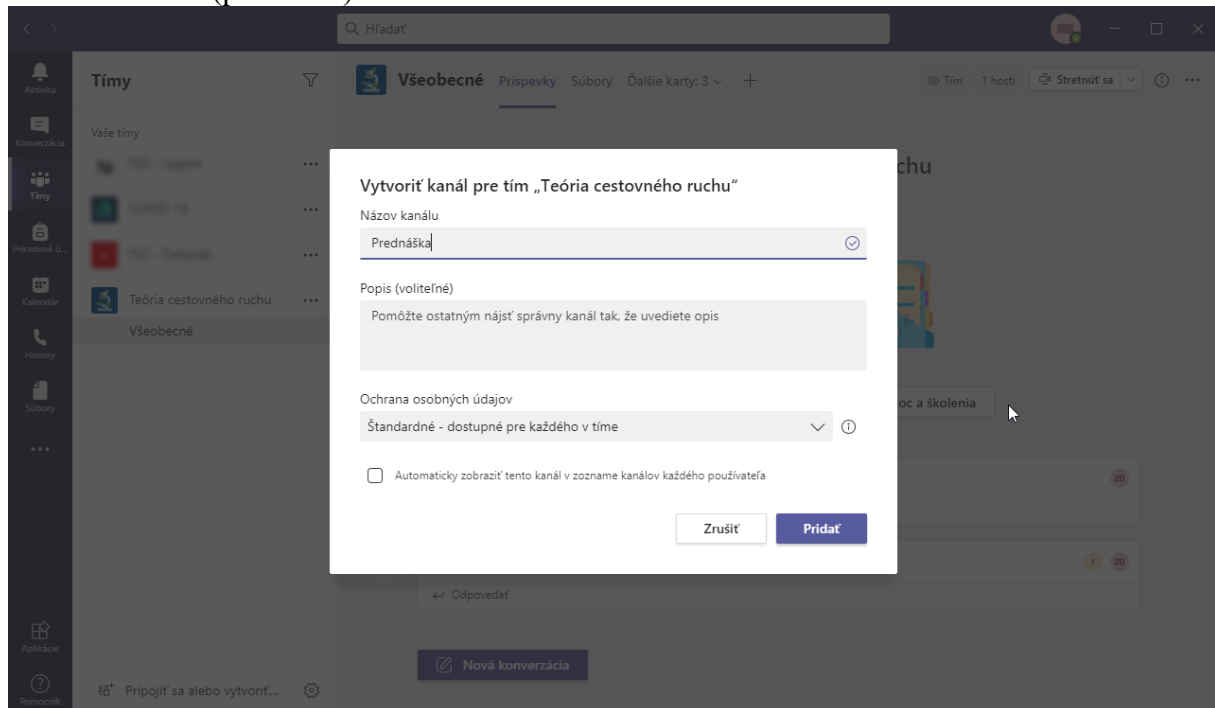 Hľadať
Aktivita
Konverzácia
Tímy
Priradené ú...
Kalendár
Hovory
Súbory
Aplikácie
Pomocník
Tímy
Vaše tímy
Teória cestovného ruchu
Všeobecné
Pripojiť sa alebo vytvoriť...
Všeobecné Príspevky Súbory Ďalšie karty: 3
Tím 1 hosti Stretnúť sa
chu
Vytvoriť kanál pre tím „Teória cestovného ruchu“
Názov kanálu
Prednáška
Popis (voliteľné)
Pomôžte ostatným nájsť správny kanál tak, že uvediete opis
Ochrana osobných údajov
Štandardné - dostupné pre každého v tíme
Automaticky zobraziť tento kanál v zozname kanálov každého používateľa
Zrušiť Pridať
oc a školenia
ZD
ZD
Odpovedať
Nová konverzácia